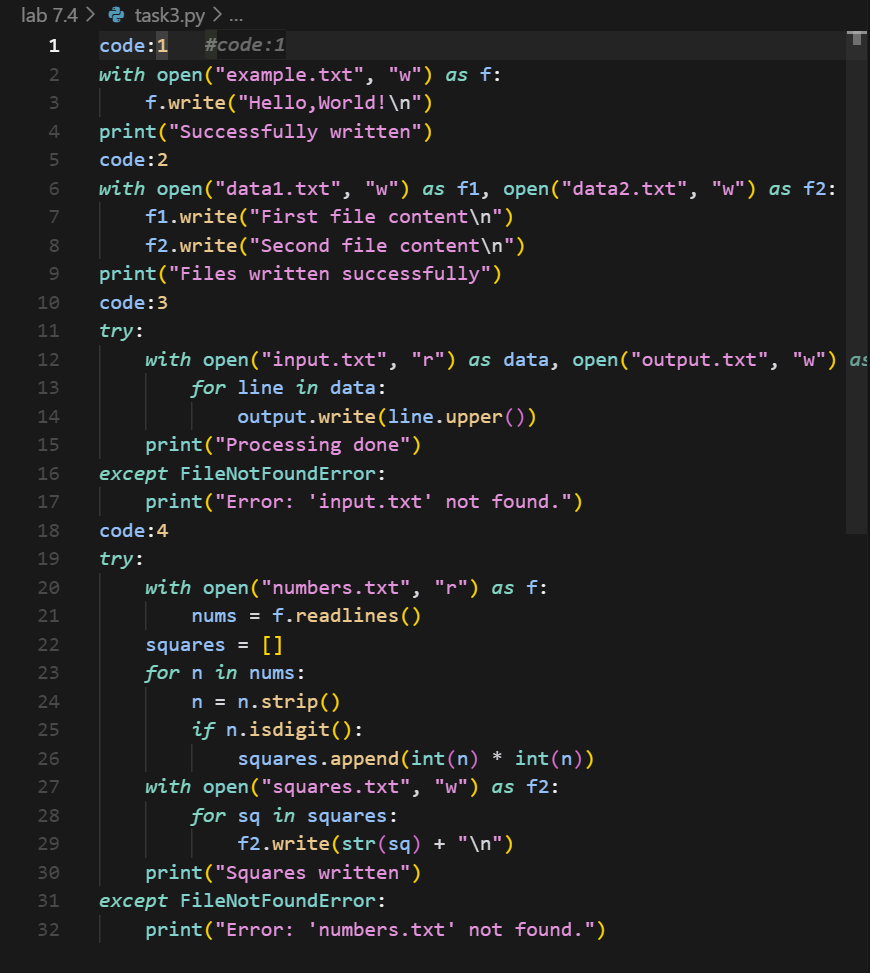 lab 7.4 > task3.py > ...
1 code:1 #code:1
2 with open("example.txt", "w") as f:
3     f.write("Hello,World!\n")
4 print("Successfully written")
5 code:2
6 with open("data1.txt", "w") as f1, open("data2.txt", "w") as f2:
7     f1.write("First file content\n")
8     f2.write("Second file content\n")
9 print("Files written successfully")
10 code:3
11 try:
12     with open("input.txt", "r") as data, open("output.txt", "w") as
13         for line in data:
14             output.write(line.upper())
15     print("Processing done")
16 except FileNotFoundError:
17     print("Error: 'input.txt' not found.")
18 code:4
19 try:
20     with open("numbers.txt", "r") as f:
21         nums = f.readlines()
22     squares = []
23     for n in nums:
24         n = n.strip()
25         if n.isdigit():
26             squares.append(int(n) * int(n))
27     with open("squares.txt", "w") as f2:
28         for sq in squares:
29             f2.write(str(sq) + "\n")
30     print("Squares written")
31 except FileNotFoundError:
32     print("Error: 'numbers.txt' not found.")